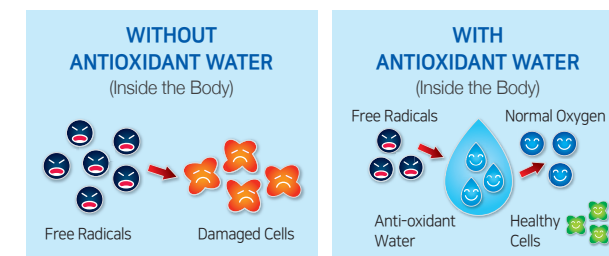 WITHOUT
ANTIOXIDANT WATER
(Inside the Body)
Free Radicals
Damaged Cells
WITH
ANTIOXIDANT WATER
(Inside the Body)
Free Radicals
Normal Oxygen
Anti-oxidant
Water
Healthy
Cells